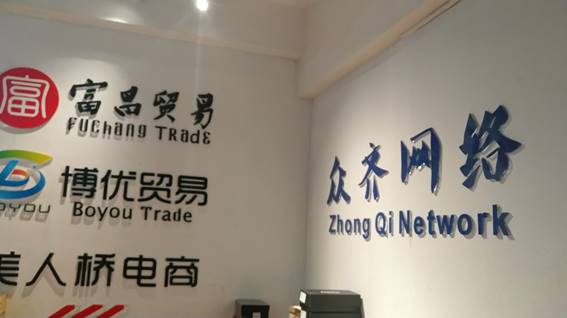 富
富昌贸易
FUChang TRadE
博优贸易
BOYOU
Boyou Trade
美人桥电商
众齐网络
Zhong Qi Network